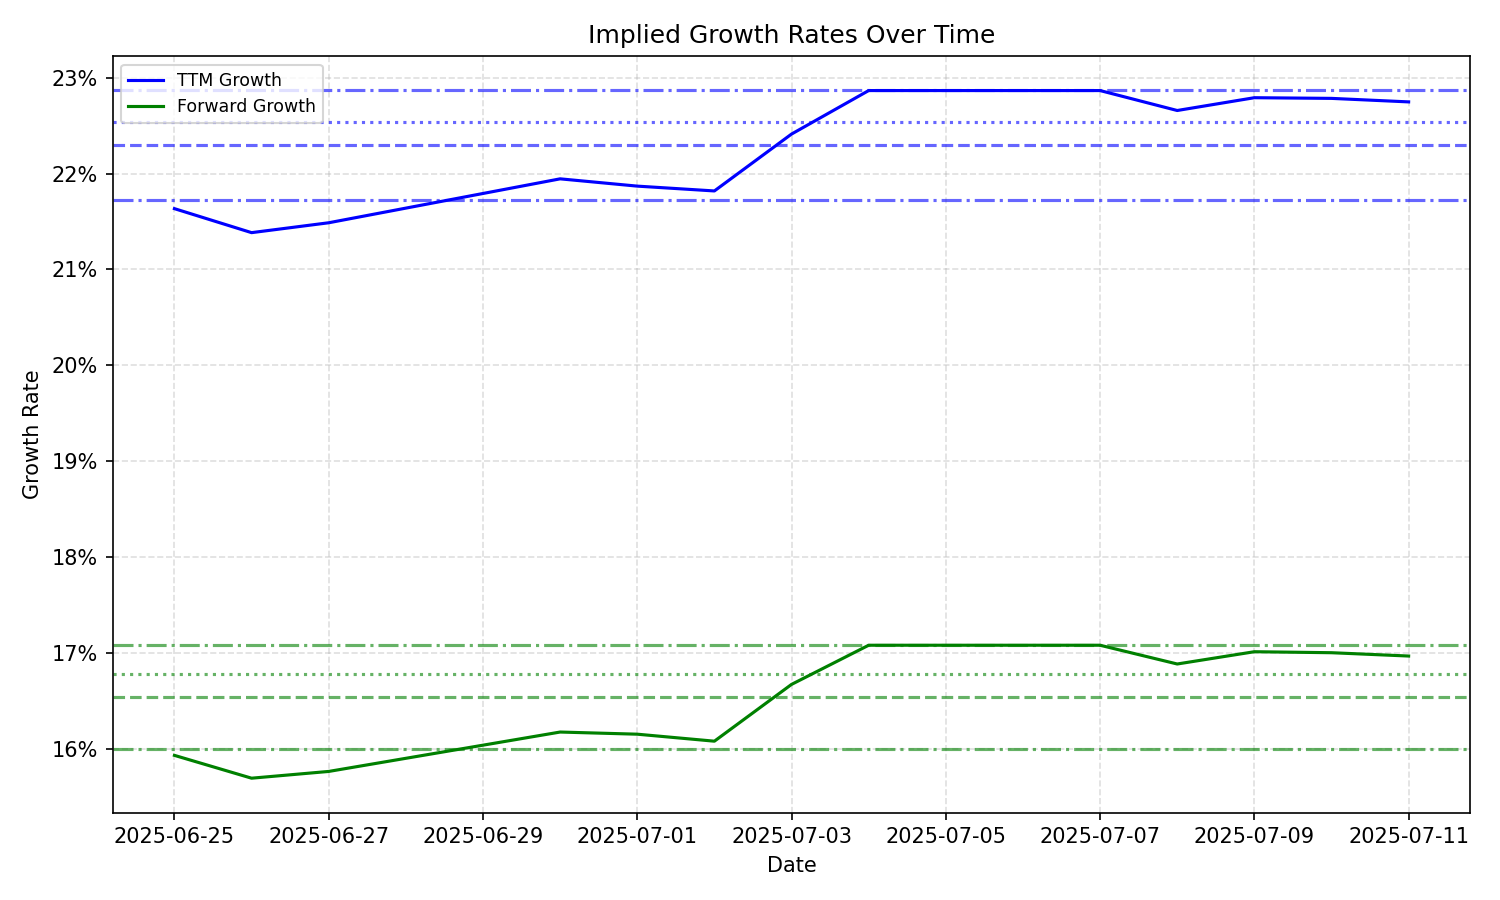 Implied Growth Rates Over Time
TTM Growth
Forward Growth
Growth Rate
23%
22%
21%
20%
19%
18%
17%
16%
2025-06-25 2025-06-27 2025-06-29 2025-07-01 2025-07-03 2025-07-05 2025-07-07 2025-07-09 2025-07-11
Date